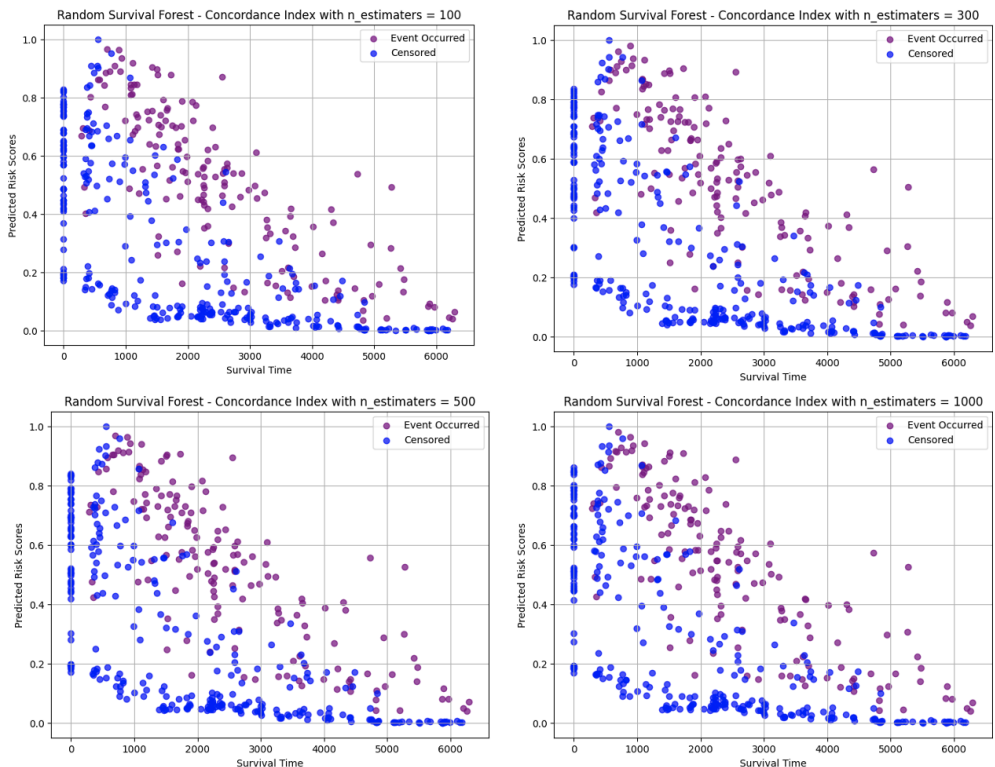 Random Survival Forest - Concordance Index with n_estimaters = 100
Event Occurred
Censored
1.0
0.8
0.6
0.4
0.2
0.0
Predicted Risk Scores
0 1000 2000 3000 4000 5000 6000
Survival Time
Random Survival Forest - Concordance Index with n_estimaters = 300
Event Occurred
Censored
1.0
0.8
0.6
0.4
0.2
0.0
Predicted Risk Scores
0 1000 2000 3000 4000 5000 6000
Survival Time
Random Survival Forest - Concordance Index with n_estimaters = 500
Event Occurred
Censored
1.0
0.8
0.6
0.4
0.2
0.0
Predicted Risk Scores
0 1000 2000 3000 4000 5000 6000
Survival Time
Random Survival Forest - Concordance Index with n_estimaters = 1000
Event Occurred
Censored
1.0
0.8
0.6
0.4
0.2
0.0
Predicted Risk Scores
0 1000 2000 3000 4000 5000 6000
Survival Time